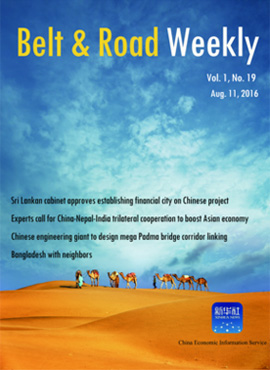 Belt & Road Weekly
Vol. 1, No. 19
Aug. 11, 2016
Sri Lankan cabinet approves establishing financial city on Chinese project
Experts call for China-Nepal-India trilateral cooperation to boost Asian economy
Chinese engineering giant to design mega Padma bridge corridor linking
Bangladesh with neighbors
新华社
China Economic Information Service